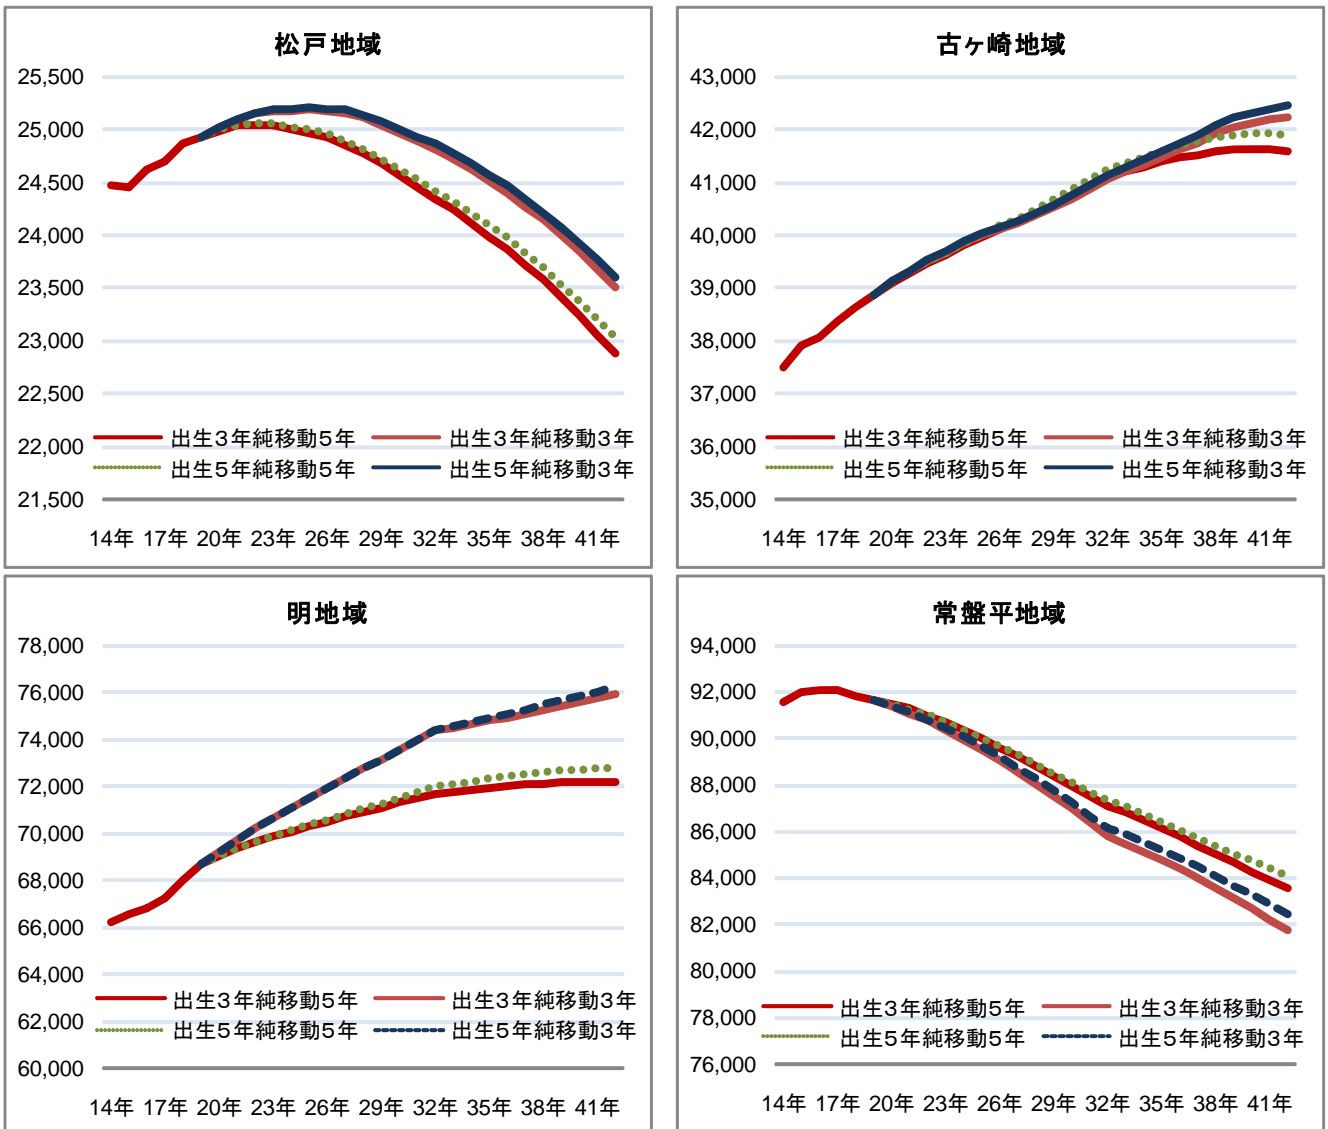 松戸地域
25,500
25,000
24,500
24,000
23,500
23,000
22,500
22,000
21,500
出生3年純移動5年 出生3年純移動3年
出生5年純移動5年 出生5年純移動3年
14年 17年 20年 23年 26年 29年 32年 35年 38年 41年
古ヶ崎地域
43,000
42,000
41,000
40,000
39,000
38,000
37,000
36,000
35,000
出生3年純移動5年 出生3年純移動3年
出生5年純移動5年 出生5年純移動3年
14年 17年 20年 23年 26年 29年 32年 35年 38年 41年
明地域
78,000
76,000
74,000
72,000
70,000
68,000
66,000
64,000
62,000
60,000
出生3年純移動5年 出生3年純移動3年
出生5年純移動5年 出生5年純移動3年
14年 17年 20年 23年 26年 29年 32年 35年 38年 41年
常盤平地域
94,000
92,000
90,000
88,000
86,000
84,000
82,000
80,000
78,000
76,000
出生3年純移動5年 出生3年純移動3年
出生5年純移動5年 出生5年純移動3年
14年 17年 20年 23年 26年 29年 32年 35年 38年 41年